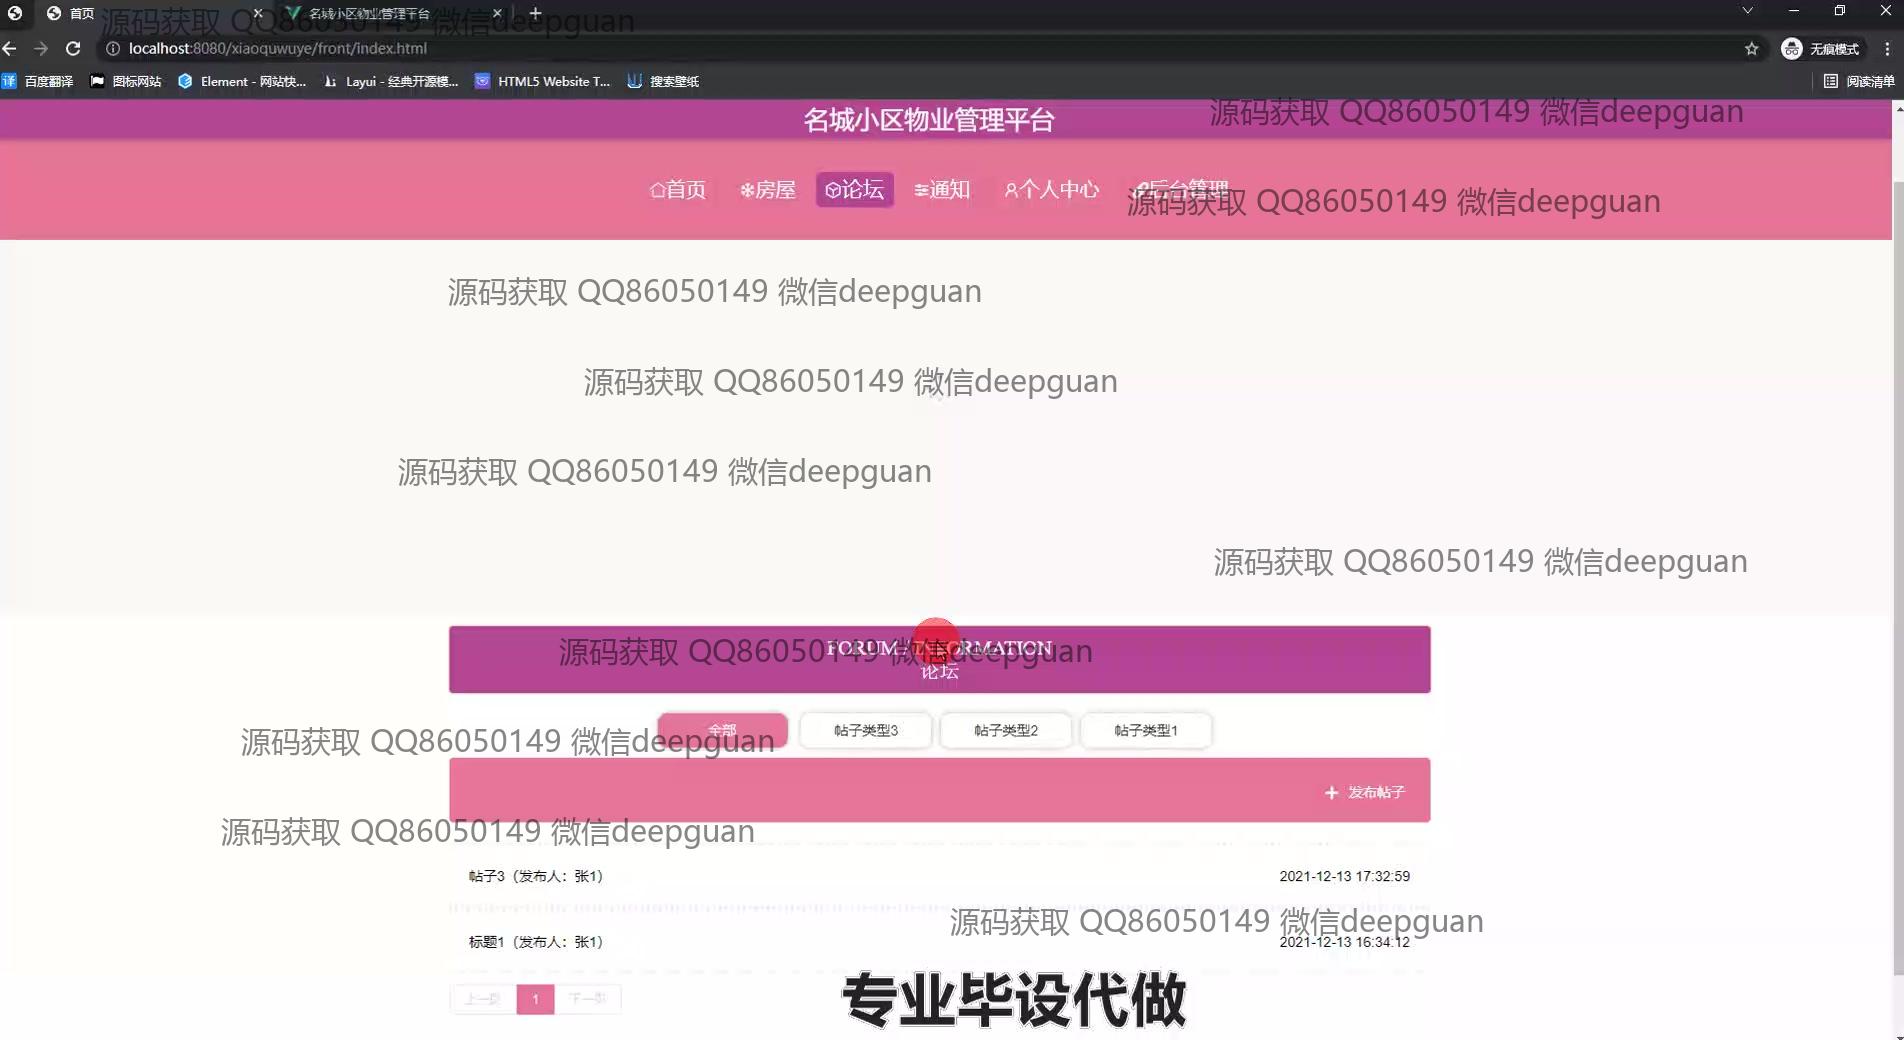 首页
名城小区物业管理平台
源码获取 QQ86050149 微信deepguan
localhost:8080/xiaoquwuye/front/index.html
无痕模式
百度翻译
图标网站
Element - 网站快...
Layui - 经典开源模...
HTML5 Website T...
搜索壁纸
阅读清单
名城小区物业管理平台
源码获取 QQ86050149 微信deepguan
首页
房屋
论坛
通知
个人中心
后台管理
源码获取 QQ86050149 微信deepguan
源码获取 QQ86050149 微信deepguan
源码获取 QQ86050149 微信deepguan
源码获取 QQ86050149 微信deepguan
源码获取 QQ86050149 微信deepguan
FORUM / INFORMATION
源码获取 QQ86050149 微信deepguan
论坛
全部
帖子类型3
帖子类型2
帖子类型1
源码获取 QQ86050149 微信deepguan
+ 发布帖子
源码获取 QQ86050149 微信deepguan
帖子3（发布人：张1）
2021-12-13 17:32:59
源码获取 QQ86050149 微信deepguan
标题1（发布人：张1）
2021-12-13 16:34:12
上一页
1
下一页
专业毕设代做